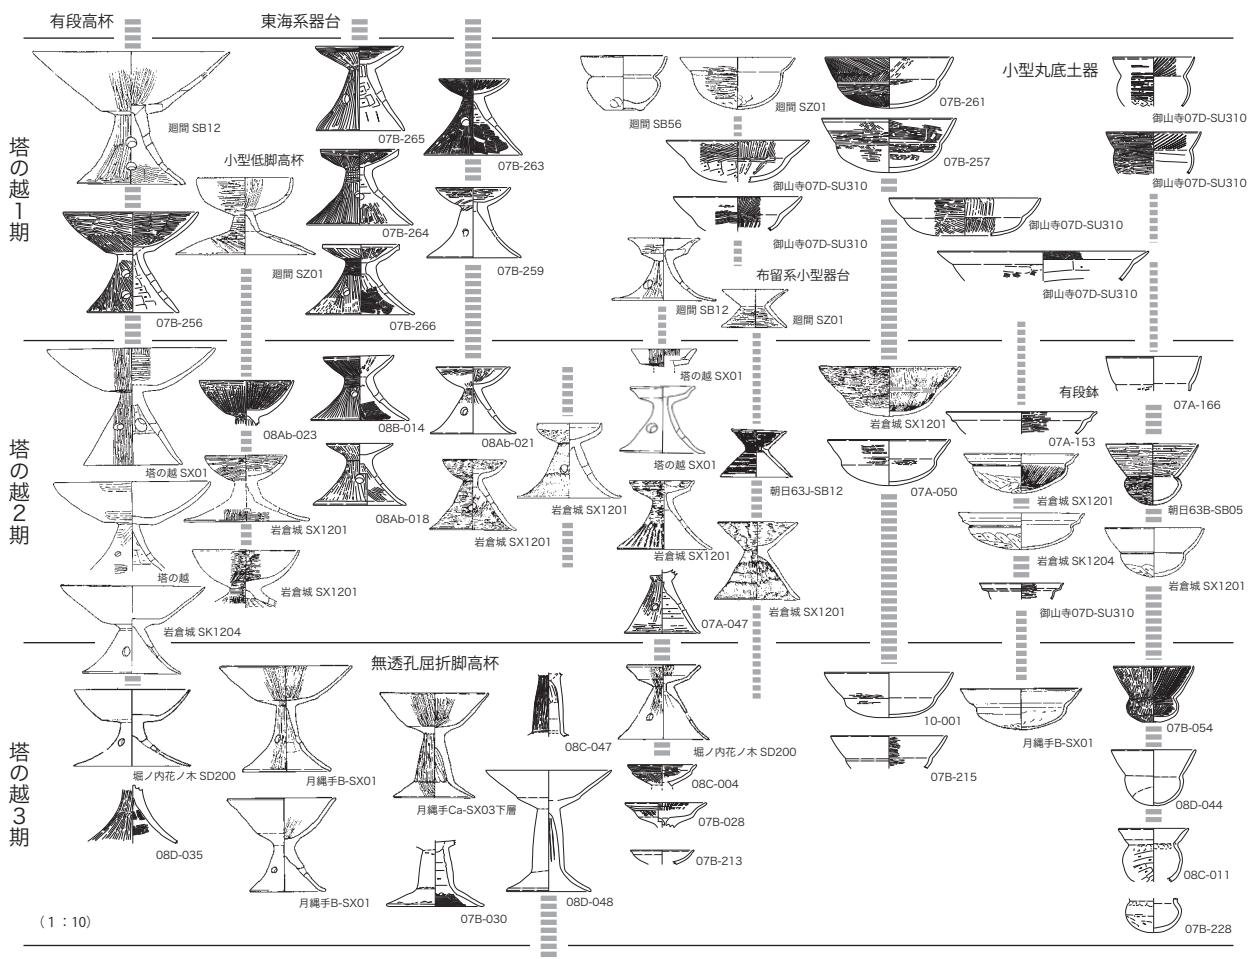 有段高杯
東海系器台
塔の越1期
廻間 SB12
小型低脚高杯
廻間 SZ01
07B-256
07B-265
07B-264
07B-266
07B-263
07B-259
廻間 SB56
廻間 SZ01
07B-261
07B-257
小型丸底土器
御山寺07D-SU310
御山寺07D-SU310
御山寺07D-SU310
御山寺07D-SU310
御山寺07D-SU310
御山寺07D-SU310
布留系小型器台
廻間 SB12
廻間 SZ01
塔の越2期
塔の越 SX01
塔の越
岩倉城 SK1204
08Ab-023
岩倉城 SX1201
岩倉城 SX1201
08B-014
08Ab-018
08Ab-021
岩倉城 SX1201
岩倉城 SX1201
塔の越 SX01
塔の越 SX01
岩倉城 SX1201
07A-047
朝日63J-SB12
岩倉城 SX1201
岩倉城 SX1201
07A-050
有段鉢
07A-153
岩倉城 SX1201
岩倉城 SK1204
御山寺07D-SU310
07A-166
朝日63B-SB05
岩倉城 SX1201
塔の越3期
無透孔屈折脚高杯
堀ノ内花ノ木 SD200
08D-035
月縄手B-SX01
月縄手B-SX01
月縄手Ca-SX03下層
07B-030
08C-047
08D-048
堀ノ内花ノ木 SD200
08C-004
07B-028
07B-213
10-001
07B-215
月縄手B-SX01
07B-054
08D-044
08C-011
07B-228
（1：10）